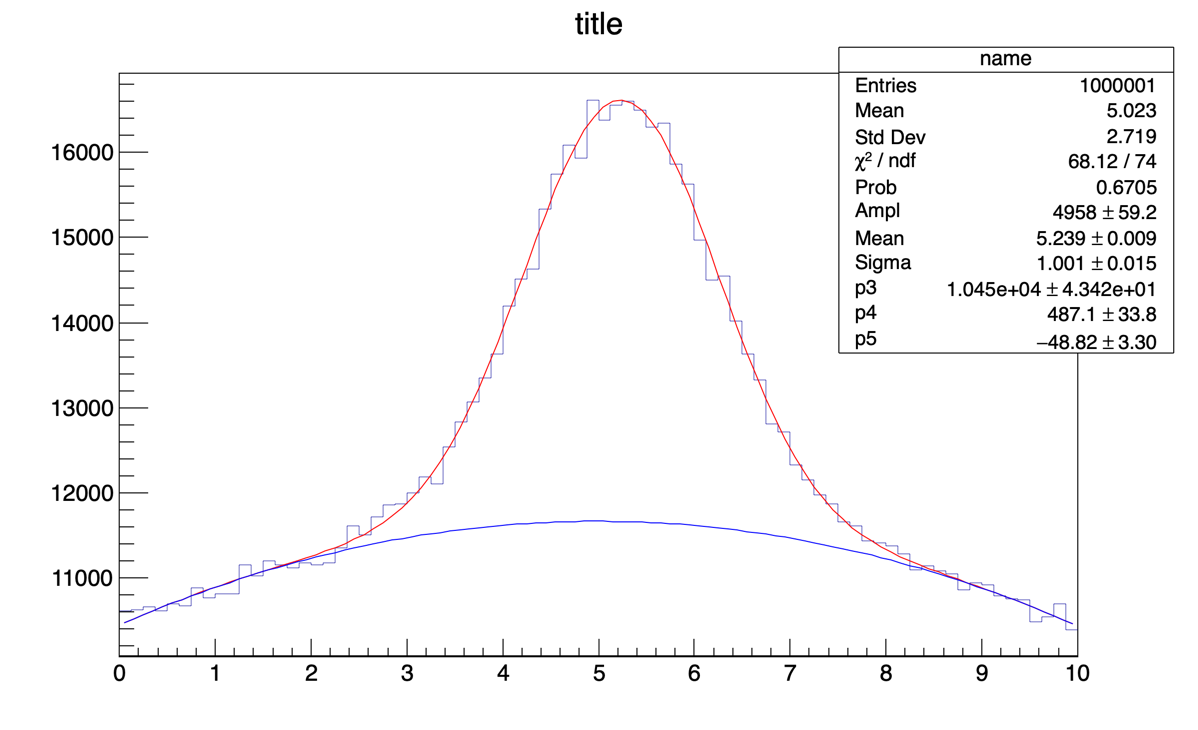 title
name
Entries 1000001
Mean 5.023
Std Dev 2.719
χ² / ndf 68.12 / 74
Prob 0.6705
Ampl 4958 ± 59.2
Mean 5.239 ± 0.009
Sigma 1.001 ± 0.015
p3 1.045e+04 ± 4.342e+01
p4 487.1 ± 33.8
p5 −48.82 ± 3.30
16000
15000
14000
13000
12000
11000
0 1 2 3 4 5 6 7 8 9 10